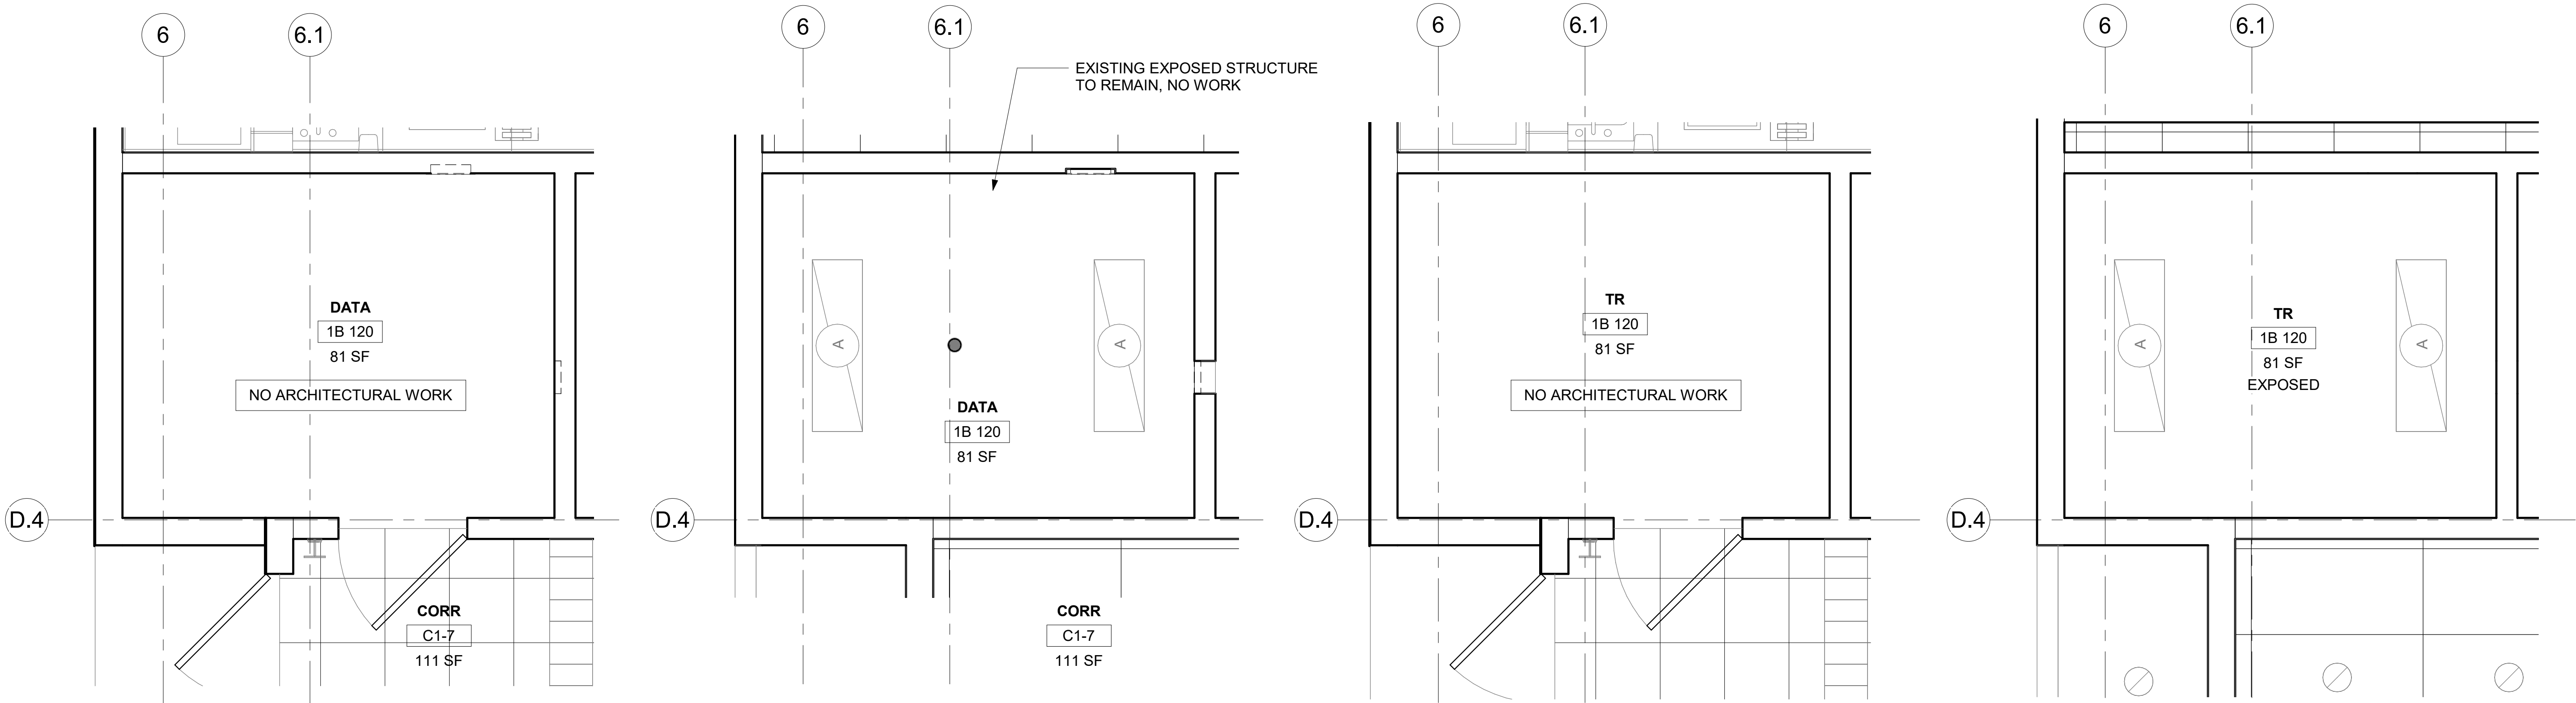 6
6.1
DATA
1B 120
81 SF
NO ARCHITECTURAL WORK
D.4
CORR
C1-7
111 SF
6
6.1
EXISTING EXPOSED STRUCTURE
TO REMAIN, NO WORK
A
A
DATA
1B 120
81 SF
D.4
CORR
C1-7
111 SF
6
6.1
TR
1B 120
81 SF
NO ARCHITECTURAL WORK
D.4
6
6.1
A
A
TR
1B 120
81 SF
EXPOSED
D.4